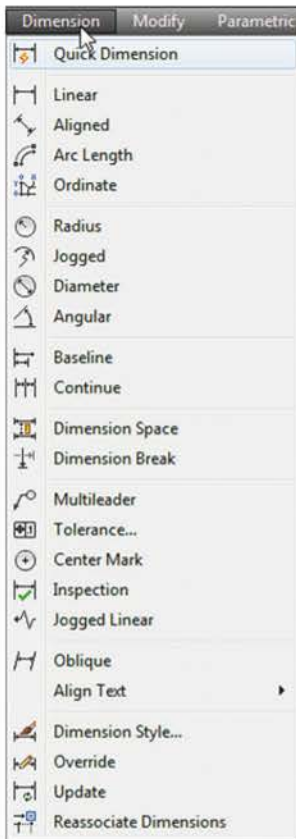 Dimension Modify Parametric
Quick Dimension
Linear
Aligned
Arc Length
Ordinate
Radius
Jogged
Diameter
Angular
Baseline
Continue
Dimension Space
Dimension Break
Multileader
Tolerance...
Center Mark
Inspection
Jogged Linear
Oblique
Align Text
Dimension Style...
Override
Update
Reassociate Dimensions